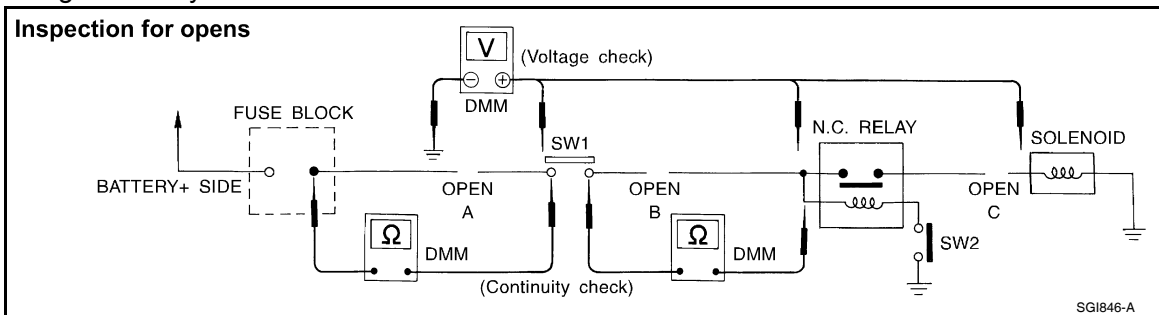 Inspection for opens
V
(Voltage check)
DMM
FUSE BLOCK
SW1
N.C. RELAY
SOLENOID
BATTERY+ SIDE
OPEN
A
OPEN
B
OPEN
C
Ω
DMM
Ω
DMM
SW2
(Continuity check)
SGI846-A